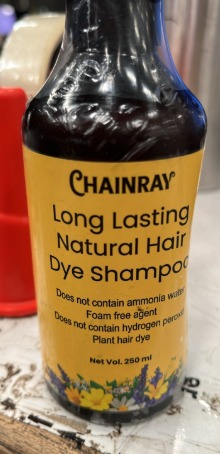 CHAINRAY
Long Lasting
Natural Hair
Dye Shampoo
Does not contain ammonia water
Foam free agent
Does not contain hydrogen peroxi
Plant hair dye
Net Vol. 250 ml
er